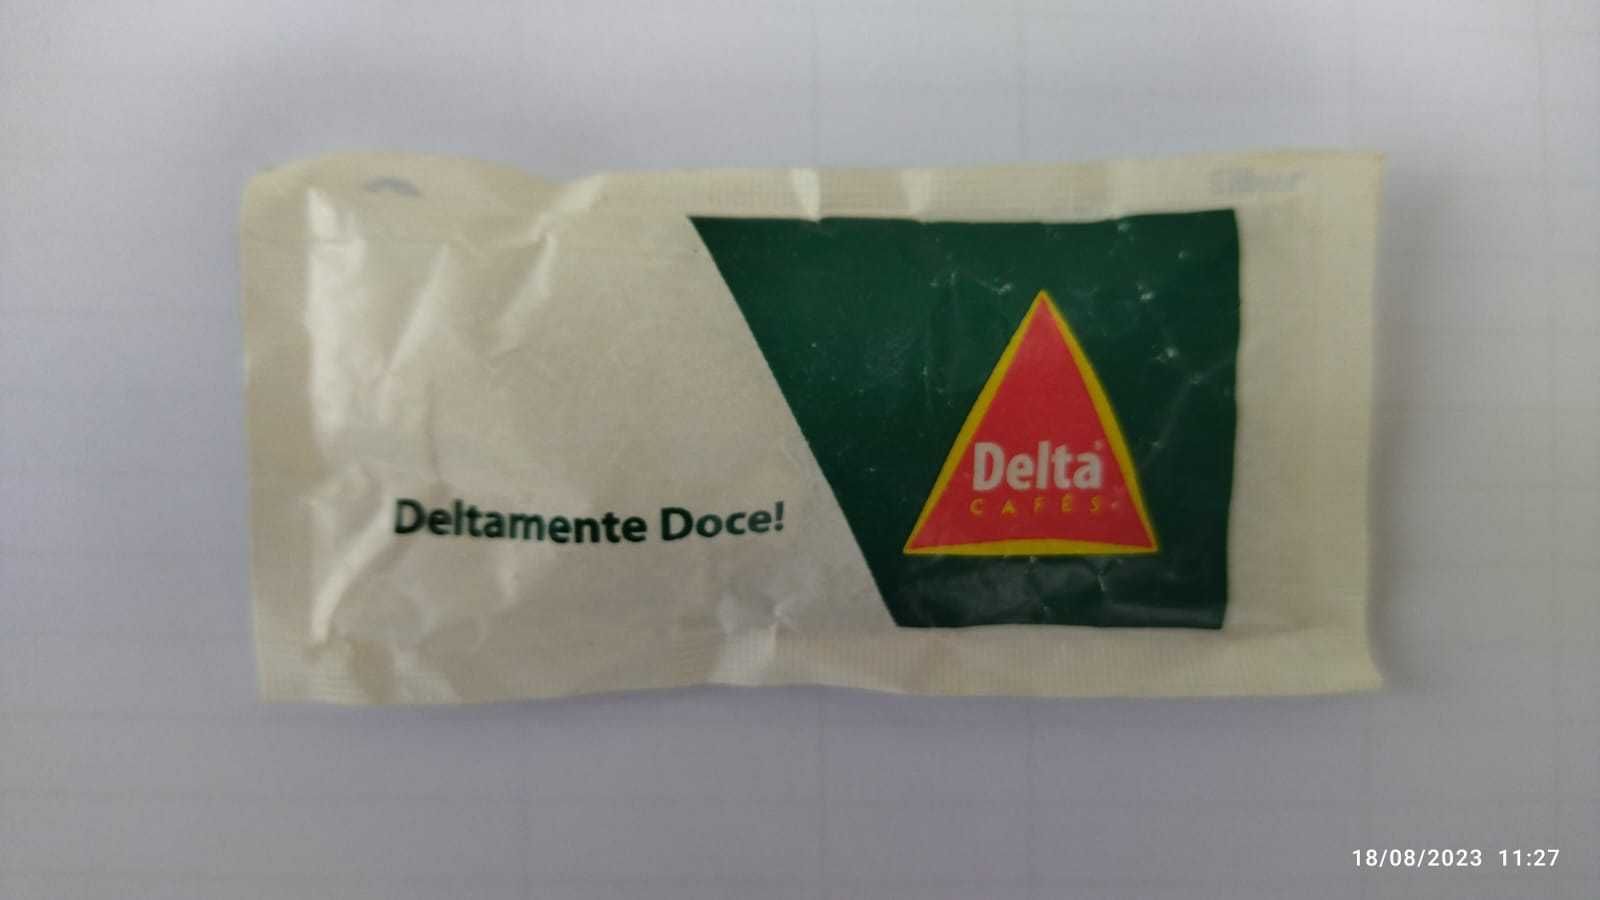 Deltamente Doce!
Delta
CAFÉS
18/08/2023 11:27